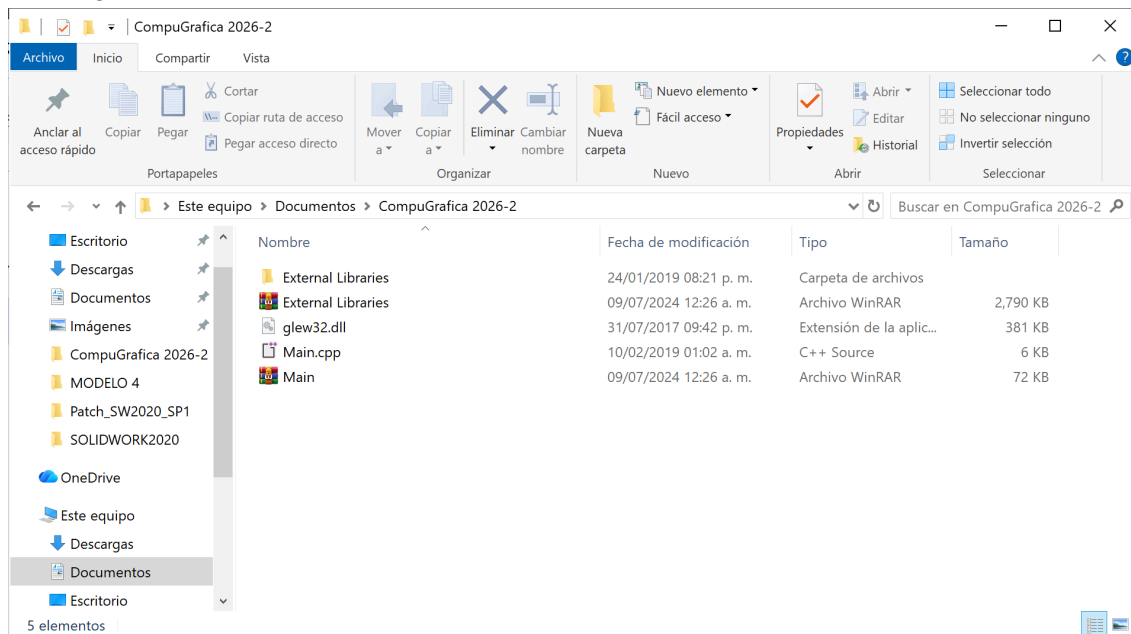 CompuGrafica 2026-2
Archivo Inicio Compartir Vista
Anclar al acceso rápido
Copiar
Pegar
Cortar
Copiar ruta de acceso
Pegar acceso directo
Portapapeles
Mover a
Copiar a
Eliminar
Cambiar nombre
Organizar
Nueva carpeta
Nuevo elemento
Fácil acceso
Nuevo
Propiedades
Abrir
Editar
Historial
Abrir
Seleccionar todo
No seleccionar ninguno
Invertir selección
Seleccionar
Este equipo > Documentos > CompuGrafica 2026-2
Buscar en CompuGrafica 2026-2
Escritorio
Descargas
Documentos
Imágenes
CompuGrafica 2026-2
MODELO 4
Patch_SW2020_SP1
SOLIDWORK2020
OneDrive
Este equipo
Descargas
Documentos
Escritorio
Nombre Fecha de modificación Tipo Tamaño
External Libraries 24/01/2019 08:21 p. m. Carpeta de archivos
External Libraries 09/07/2024 12:26 a. m. Archivo WinRAR 2,790 KB
glew32.dll 31/07/2017 09:42 p. m. Extensión de la aplic... 381 KB
Main.cpp 10/02/2019 01:02 a. m. C++ Source 6 KB
Main 09/07/2024 12:26 a. m. Archivo WinRAR 72 KB
5 elementos